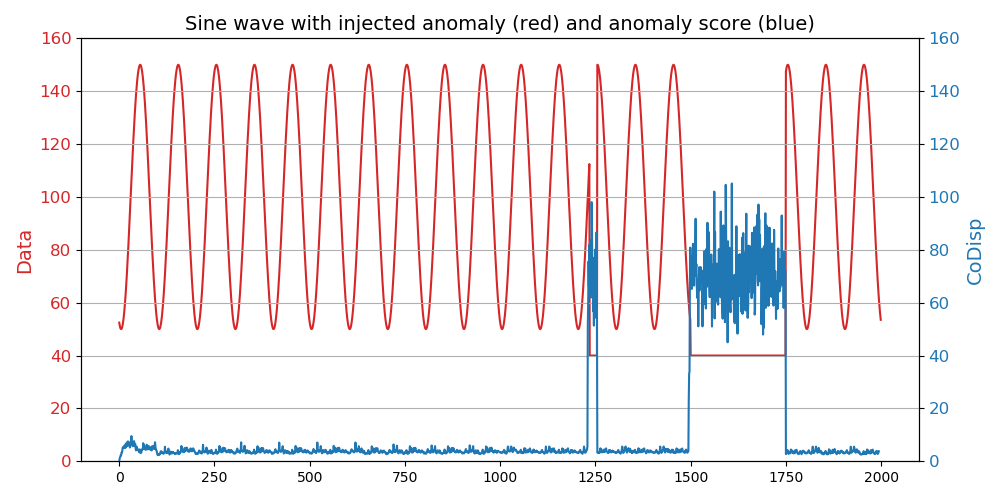 Sine wave with injected anomaly (red) and anomaly score (blue)
160 160
140 140
120 120
100 100
80 80
60 60
40 40
20 20
0 0
Data
CoDisp
0 250 500 750 1000 1250 1500 1750 2000